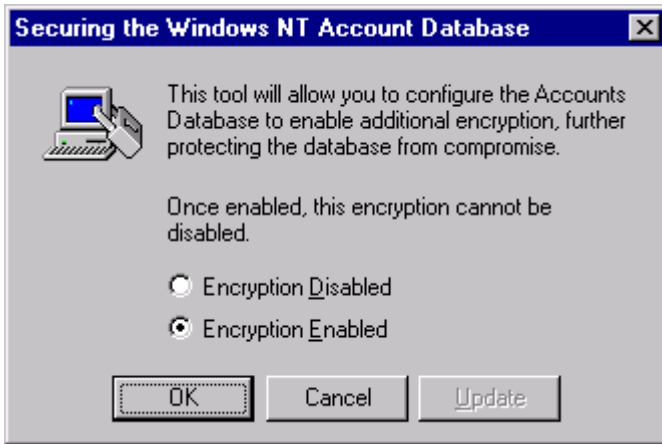 Securing the Windows NT Account Database
This tool will allow you to configure the Accounts
Database to enable additional encryption, further
protecting the database from compromise.
Once enabled, this encryption cannot be
disabled.
Encryption Disabled
Encryption Enabled
OK Cancel Update